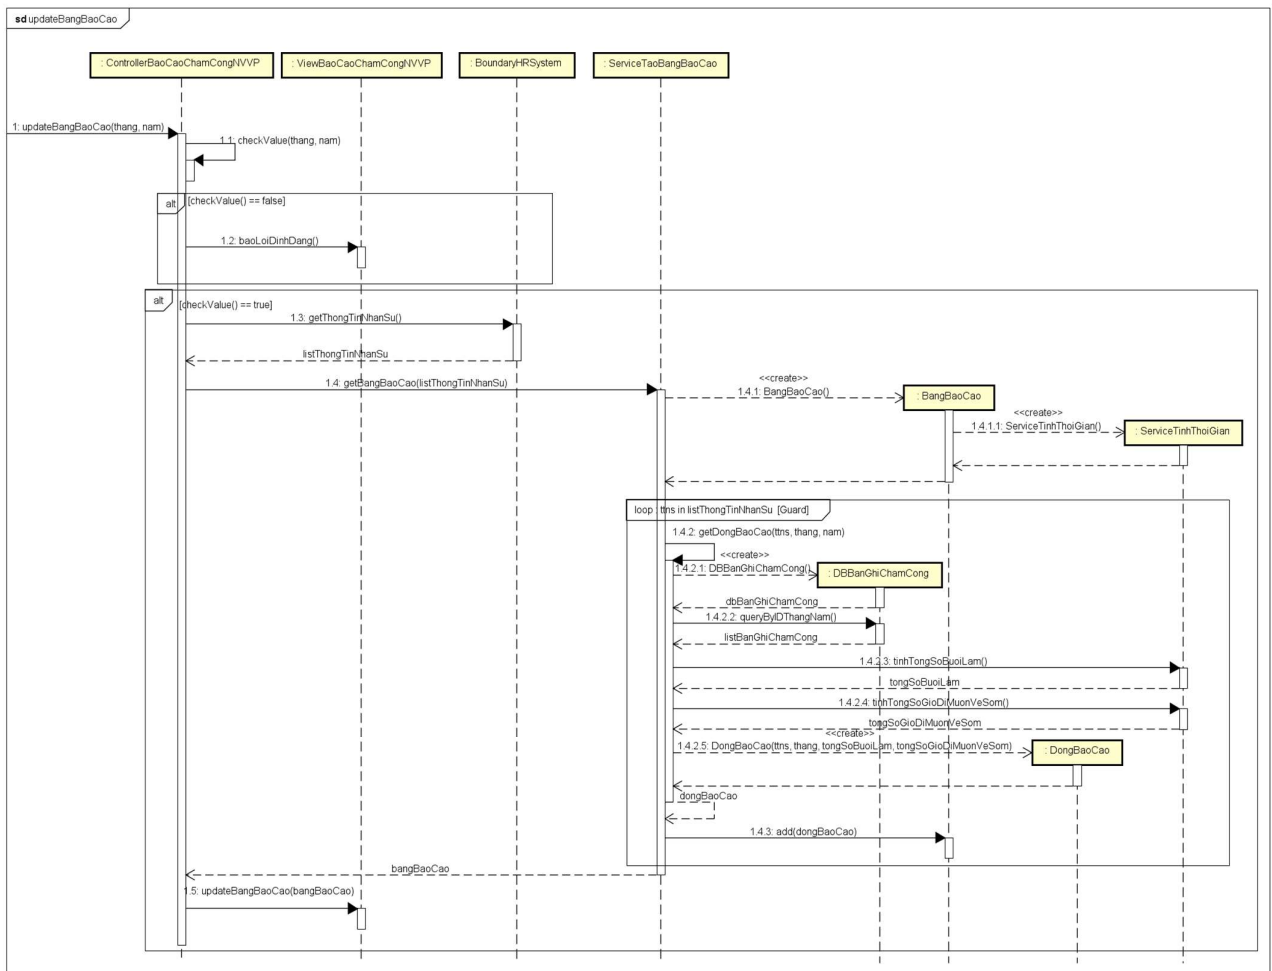 sd updateBangBaoCao
: ControllerBaoCaoChamCongNVVP
: ViewBaoCaoChamCongNVVP
: BoundaryHRSystem
: ServiceTaoBangBaoCao
1: updateBangBaoCao(thang, nam)
1.1: checkValue(thang, nam)
alt
[checkValue() == false]
1.2: baoLoiDinhDang()
alt
[checkValue() == true]
1.3: getThongTinNhanSu()
listThongTinNhanSu
1.4: getBangBaoCao(listThongTinNhanSu)
<<create>>
1.4.1: BangBaoCao()
: BangBaoCao
<<create>>
1.4.1.1: ServiceTinhThoiGian()
: ServiceTinhThoiGian
loop : ttns in listThongTinNhanSu [Guard]
1.4.2: getDongBaoCao(ttns, thang, nam)
<<create>>
1.4.2.1: DBBanGhiChamCong()
: DBBanGhiChamCong
dbBanGhiChamCong
1.4.2.2: queryByIDThangNam()
listBanGhiChamCong
1.4.2.3: tinhTongSoBuoiLam()
tongSoBuoiLam
1.4.2.4: tinhTongSoGioDiMuonVeSom()
tongSoGioDiMuonVeSom
<<create>>
1.4.2.5: DongBaoCao(ttns, thang, tongSoBuoiLam, tongSoGioDiMuonVeSom)
: DongBaoCao
dongBaoCao
1.4.3: add(dongBaoCao)
bangBaoCao
1.5: updateBangBaoCao(bangBaoCao)